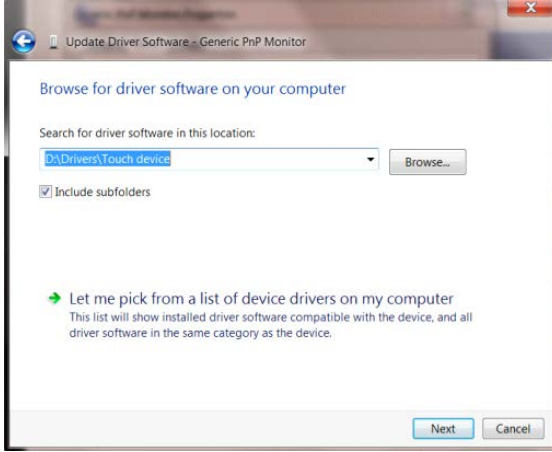 Update Driver Software - Generic PnP Monitor
Browse for driver software on your computer
Search for driver software in this location:
D:\Drivers\Touch device
Browse...
Include subfolders
Let me pick from a list of device drivers on my computer
This list will show installed driver software compatible with the device, and all
driver software in the same category as the device.
Next
Cancel